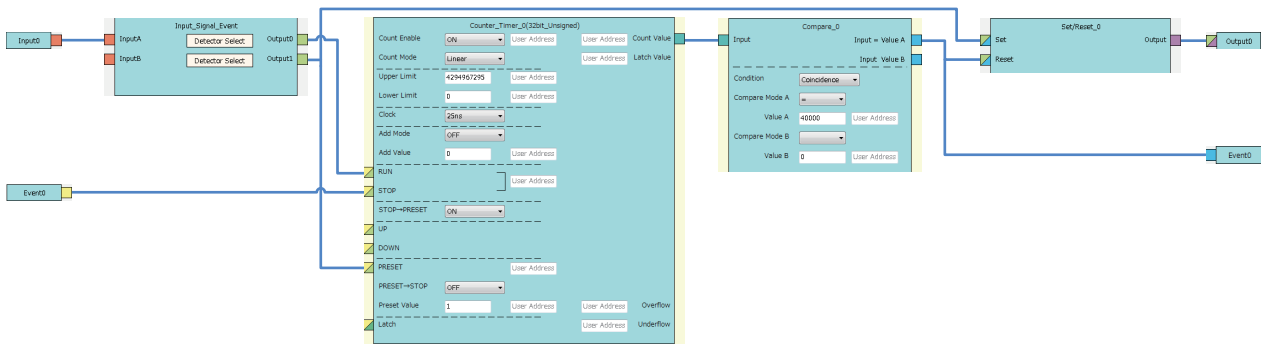 Input0
Input_Signal_Event
InputA
Detector Select
Output0
InputB
Detector Select
Output1
Event0
Counter_Timer_0(32bit_Unsigned)
Count Enable
ON
User Address
User Address
Count Value
Count Mode
Linear
User Address
Latch Value
Upper Limit
4294967295
User Address
Lower Limit
0
User Address
Clock
25ns
Add Mode
OFF
Add Value
0
User Address
RUN
User Address
STOP
STOP→PRESET
ON
UP
DOWN
PRESET
User Address
PRESET→STOP
OFF
Preset Value
1
User Address
User Address
Overflow
Latch
User Address
Underflow
Compare_0
Input
Input = Value A
Input  Value B
Condition
Coincidence
Compare Mode A
=
Value A
40000
User Address
Compare Mode B
Value B
0
User Address
Set/Reset_0
Set
Output
Reset
Output0
Event0